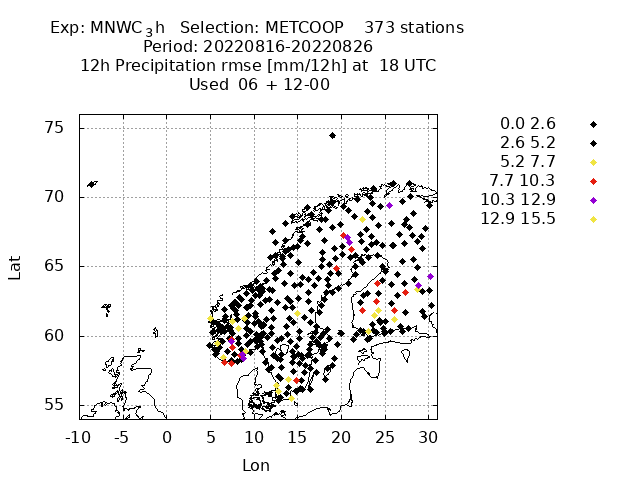 Exp: MNWC3h   Selection: METCOOP    373 stations
Period: 20220816-20220826
12h Precipitation rmse [mm/12h] at  18 UTC
Used  06 + 12-00
0.0 2.6
2.6 5.2
5.2 7.7
7.7 10.3
10.3 12.9
12.9 15.5
75
70
65
60
55
Lat
-10 -5 0 5 10 15 20 25 30
Lon